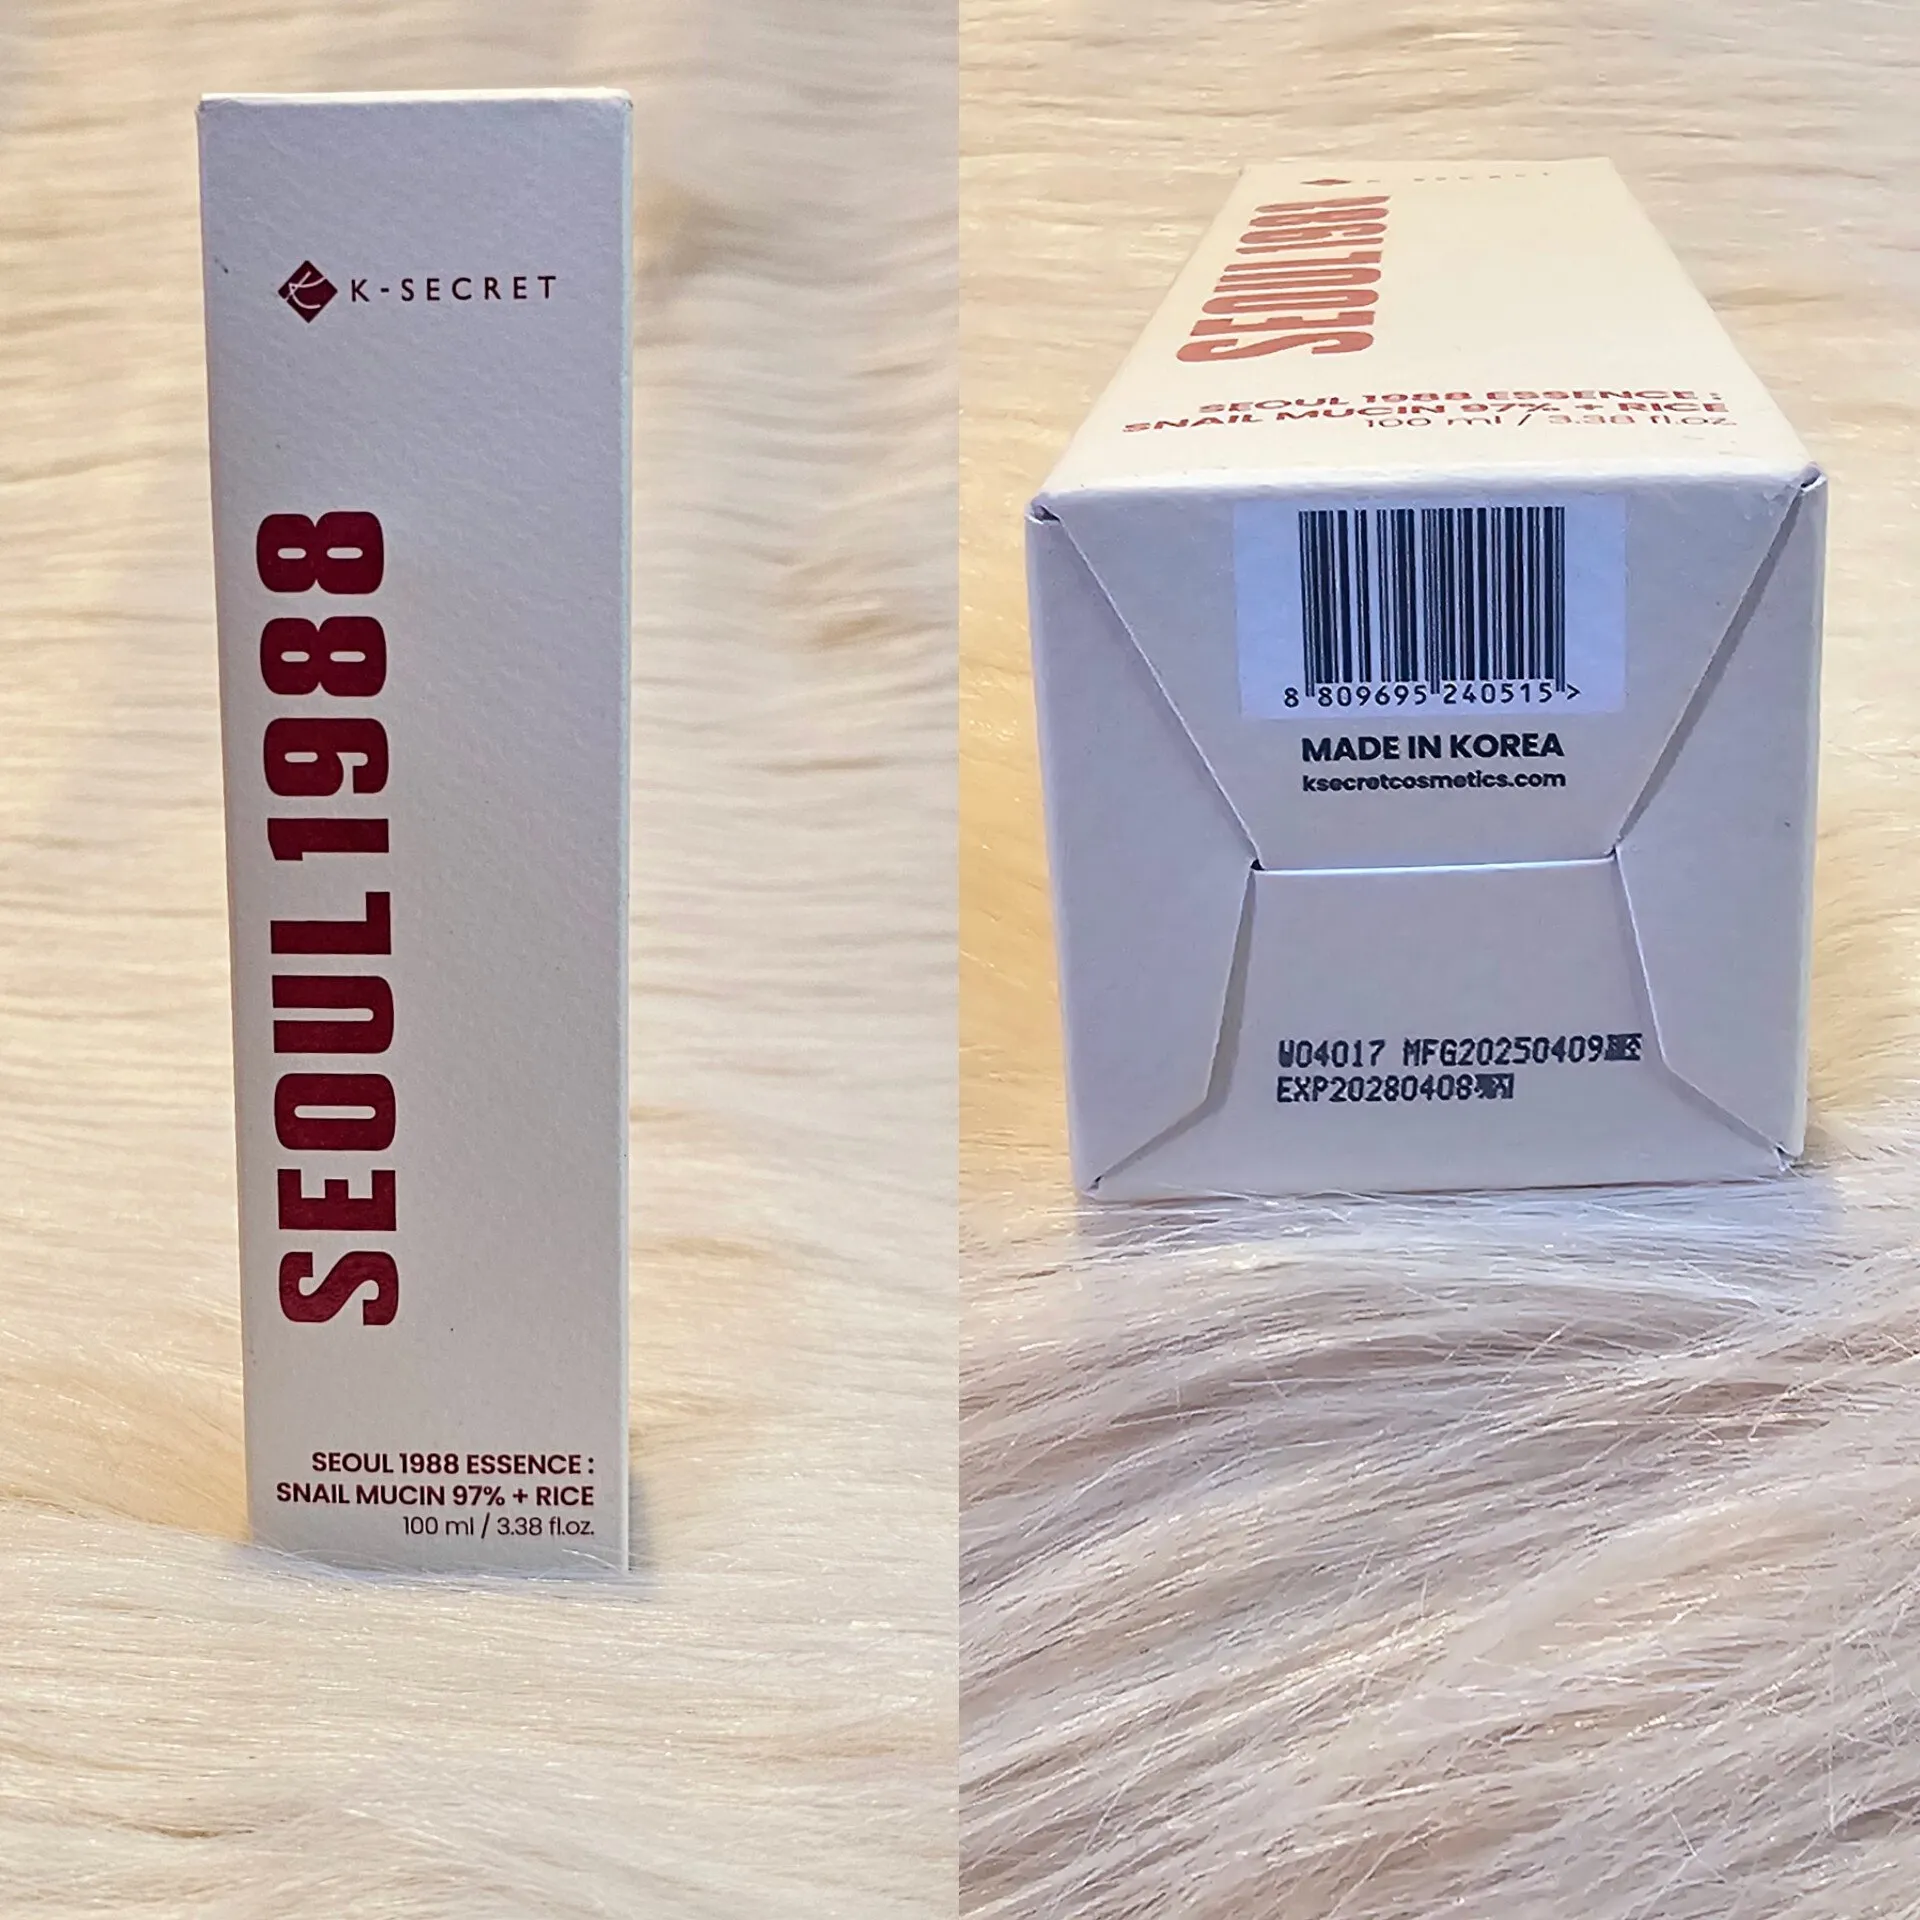 K-SECRET
SEOUL1988
SEOUL 1988 ESSENCE :
SNAIL MUCIN 97% + RICE
100 ml / 3.38 fl.oz.
K-SECRET
SEOUL1988
SEOUL 1988 ESSENCE :
SNAIL MUCIN 97% + RICE
100 ml / 3.38 fl.oz.
8 809695 240515 >
MADE IN KOREA
ksecretcosmetics.com
W04017 MFG20250409
EXP20280408